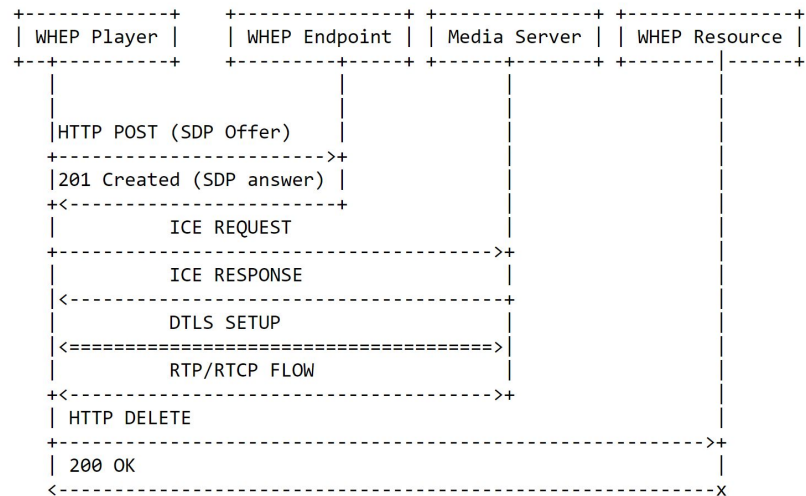 WHEP Player WHEP Endpoint Media Server WHEP Resource
HTTP POST (SDP Offer)
201 Created (SDP answer)
ICE REQUEST
ICE RESPONSE
DTLS SETUP
RTP/RTCP FLOW
HTTP DELETE
200 OK
x